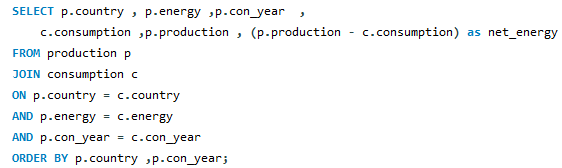 SELECT p.country , p.energy ,p.con_year  ,
    c.consumption ,p.production , (p.production - c.consumption) as net_energy
FROM production p
JOIN consumption c
ON p.country = c.country
AND p.energy = c.energy
AND p.con_year = c.con_year
ORDER BY p.country ,p.con_year;